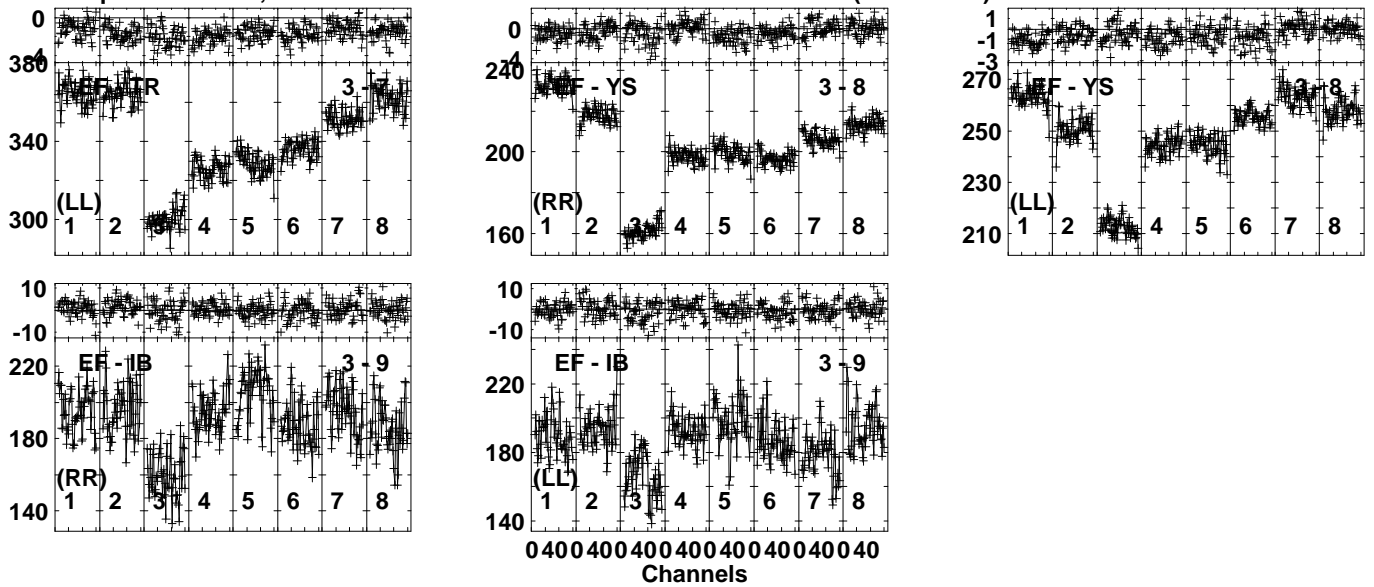 0
-4
380
340
300
EF - TR
3 - 7
(LL)
1 2 3 4 5 6 7 8
0
-4
240
200
160
EF - YS
3 - 8
(RR)
1 2 3 4 5 6 7 8
1
-1
-3
270
250
230
210
EF - YS
3 - 8
(LL)
1 2 3 4 5 6 7 8
10
-10
220
180
140
EF - IB
3 - 9
(RR)
1 2 3 4 5 6 7 8
10
-10
220
180
140
EF - IB
3 - 9
(LL)
1 2 3 4 5 6 7 8
0 40 0 40 0 40 0 40 0 40 0 40 0 40 0 40
Channels